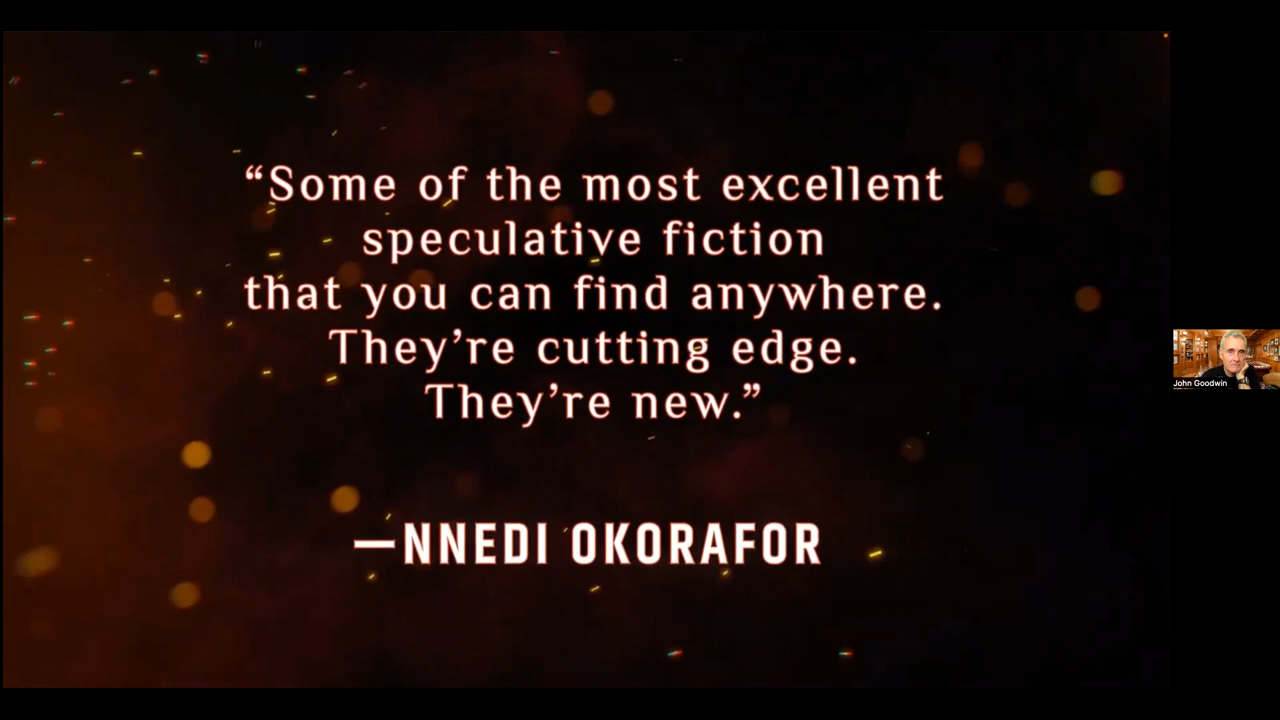 “Some of the most excellent
speculative fiction
that you can find anywhere.
They’re cutting edge.
They’re new.”
—NNEDI OKORAFOR
John Goodwin